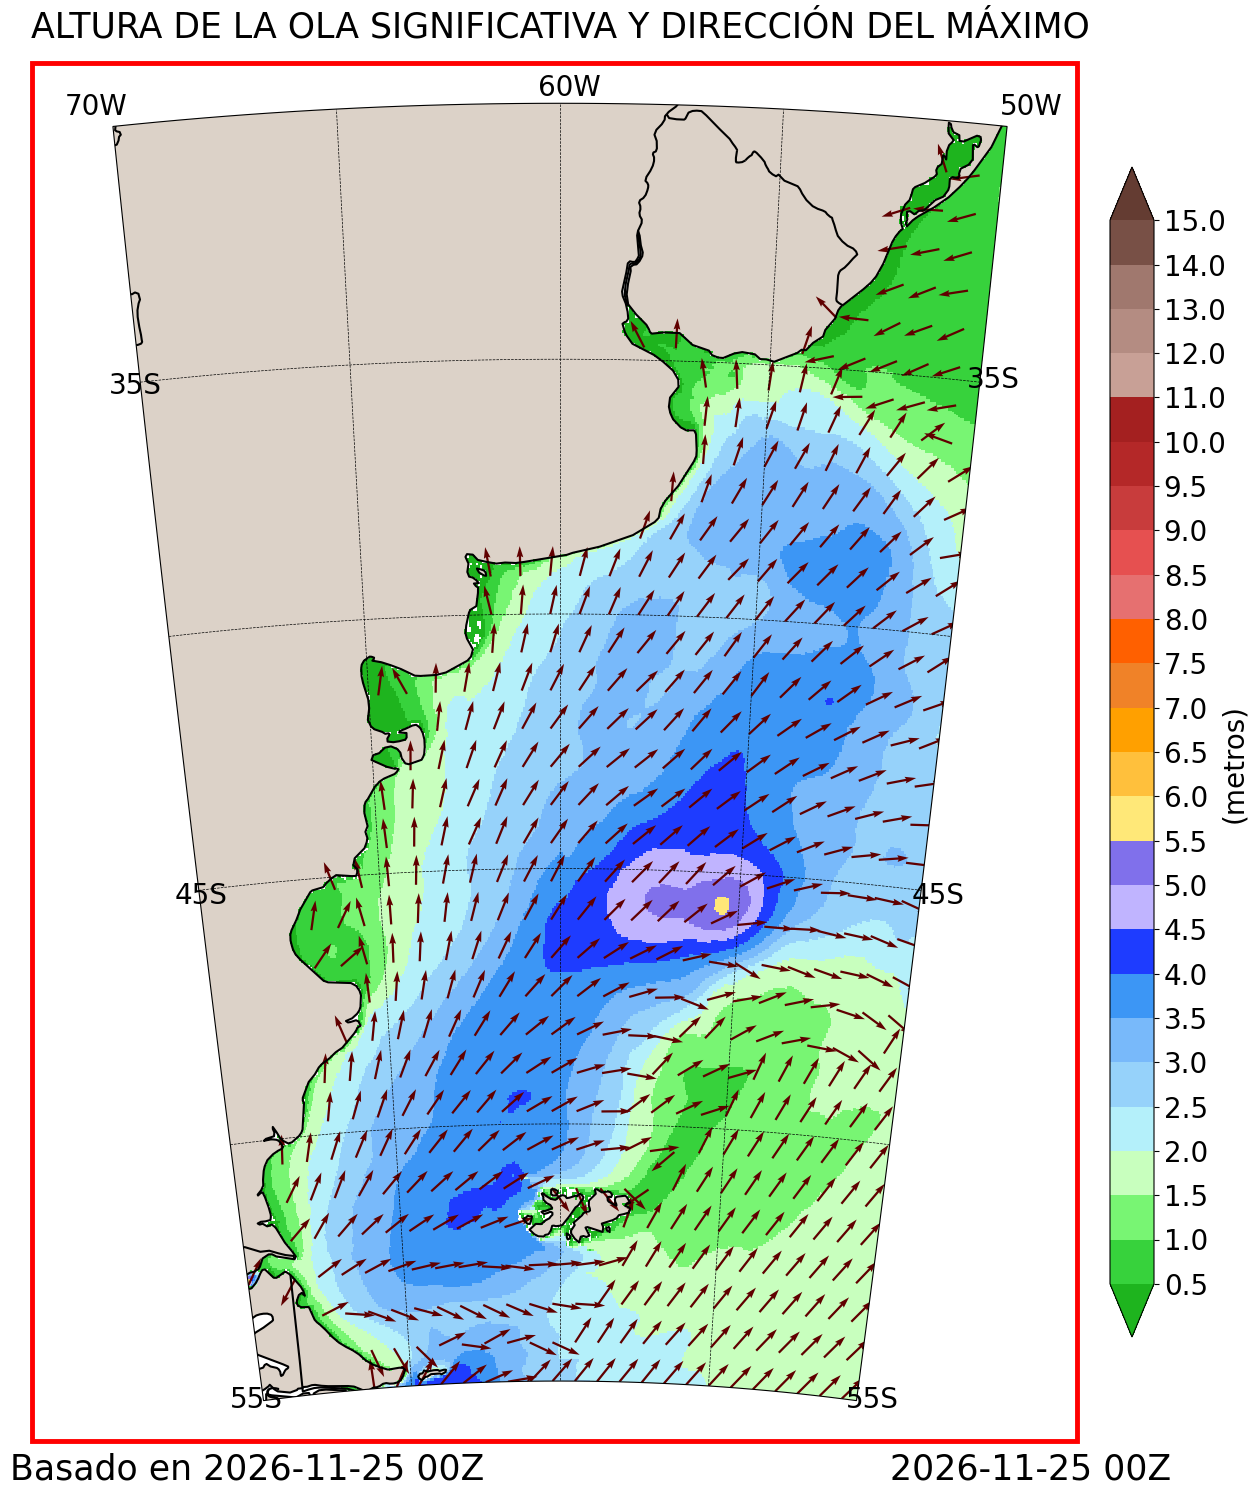 ALTURA DE LA OLA SIGNIFICATIVA Y DIRECCIÓN DEL MÁXIMO
70W
60W
50W
35S
35S
45S
45S
55S
55S
15.0
14.0
13.0
12.0
11.0
10.0
9.5
9.0
8.5
8.0
7.5
7.0
6.5
6.0
5.5
5.0
4.5
4.0
3.5
3.0
2.5
2.0
1.5
1.0
0.5
(metros)
Basado en 2026-11-25 00Z
2026-11-25 00Z